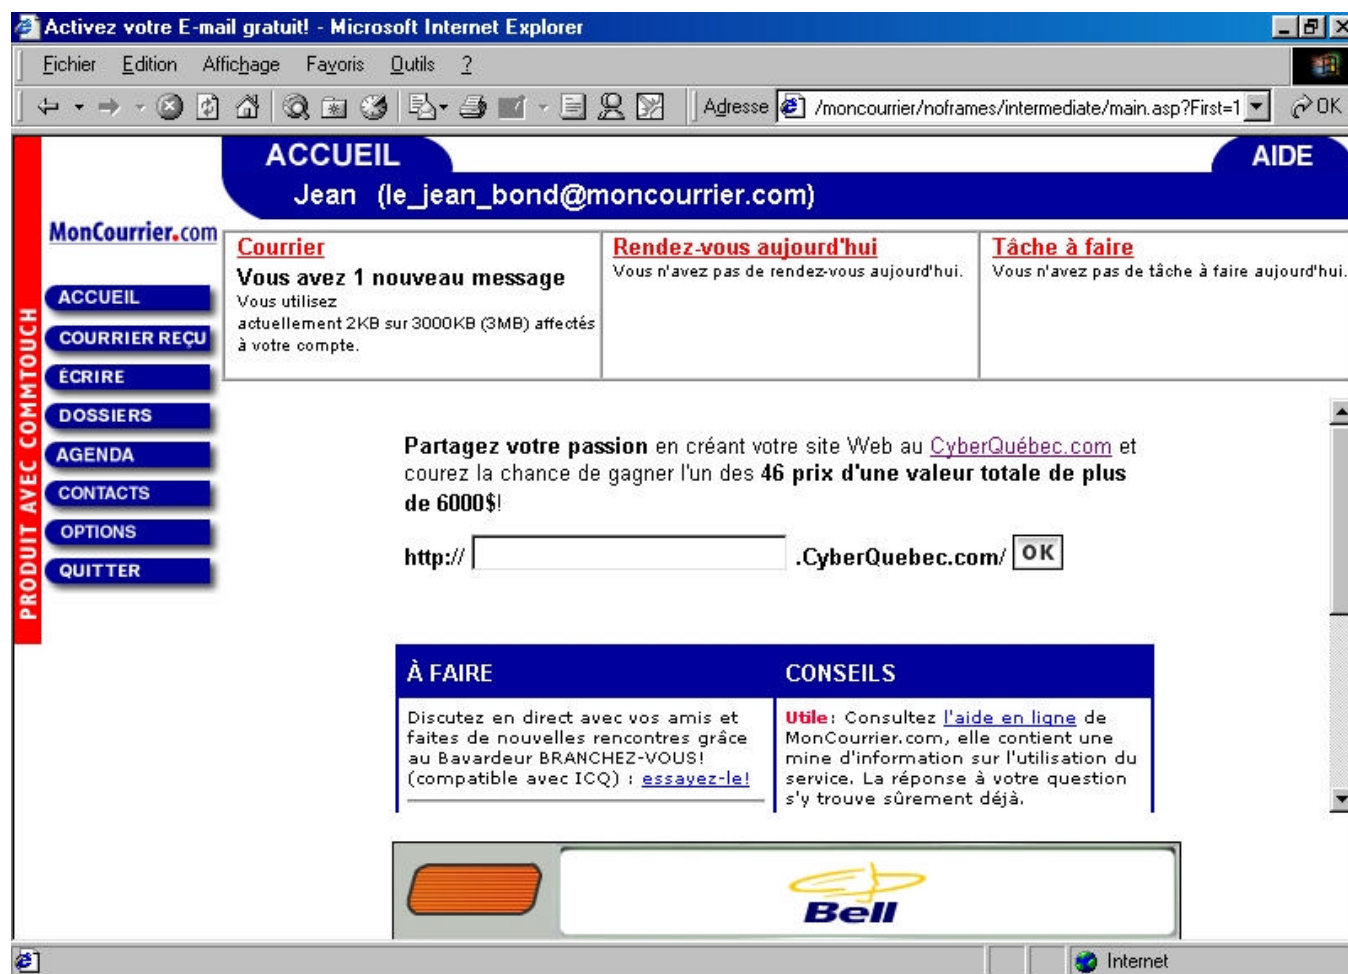 Activez votre E-mail gratuit! - Microsoft Internet Explorer
Fichier Edition Affichage Favoris Outils ?
Adresse /moncourrier/noframes/intermediate/main.asp?First=1 OK
ACCUEIL
AIDE
Jean (le_jean_bond@moncourrier.com)
MonCourrier.com
ACCUEIL
COURRIER REÇU
ÉCRIRE
DOSSIERS
AGENDA
CONTACTS
OPTIONS
QUITTER
PRODUIT AVEC COMMTOUCH
Courrier
Vous avez 1 nouveau message
Vous utilisez
actuellement 2KB sur 3000KB (3MB) affectés
à votre compte.
Rendez-vous aujourd'hui
Vous n'avez pas de rendez-vous aujourd'hui.
Tâche à faire
Vous n'avez pas de tâche à faire aujourd'hui.
Partagez votre passion en créant votre site Web au CyberQuébec.com et
courez la chance de gagner l'un des 46 prix d'une valeur totale de plus
de 6000$!
http:// .CyberQuebec.com/ OK
À FAIRE
Discutez en direct avec vos amis et
faites de nouvelles rencontres grâce
au Bavardeur BRANCHEZ-VOUS!
(compatible avec ICQ) : essayez-le!
CONSEILS
Utile: Consultez l'aide en ligne de
MonCourrier.com, elle contient une
mine d'information sur l'utilisation du
service. La réponse à votre question
s'y trouve sûrement déjà.
Bell
Internet